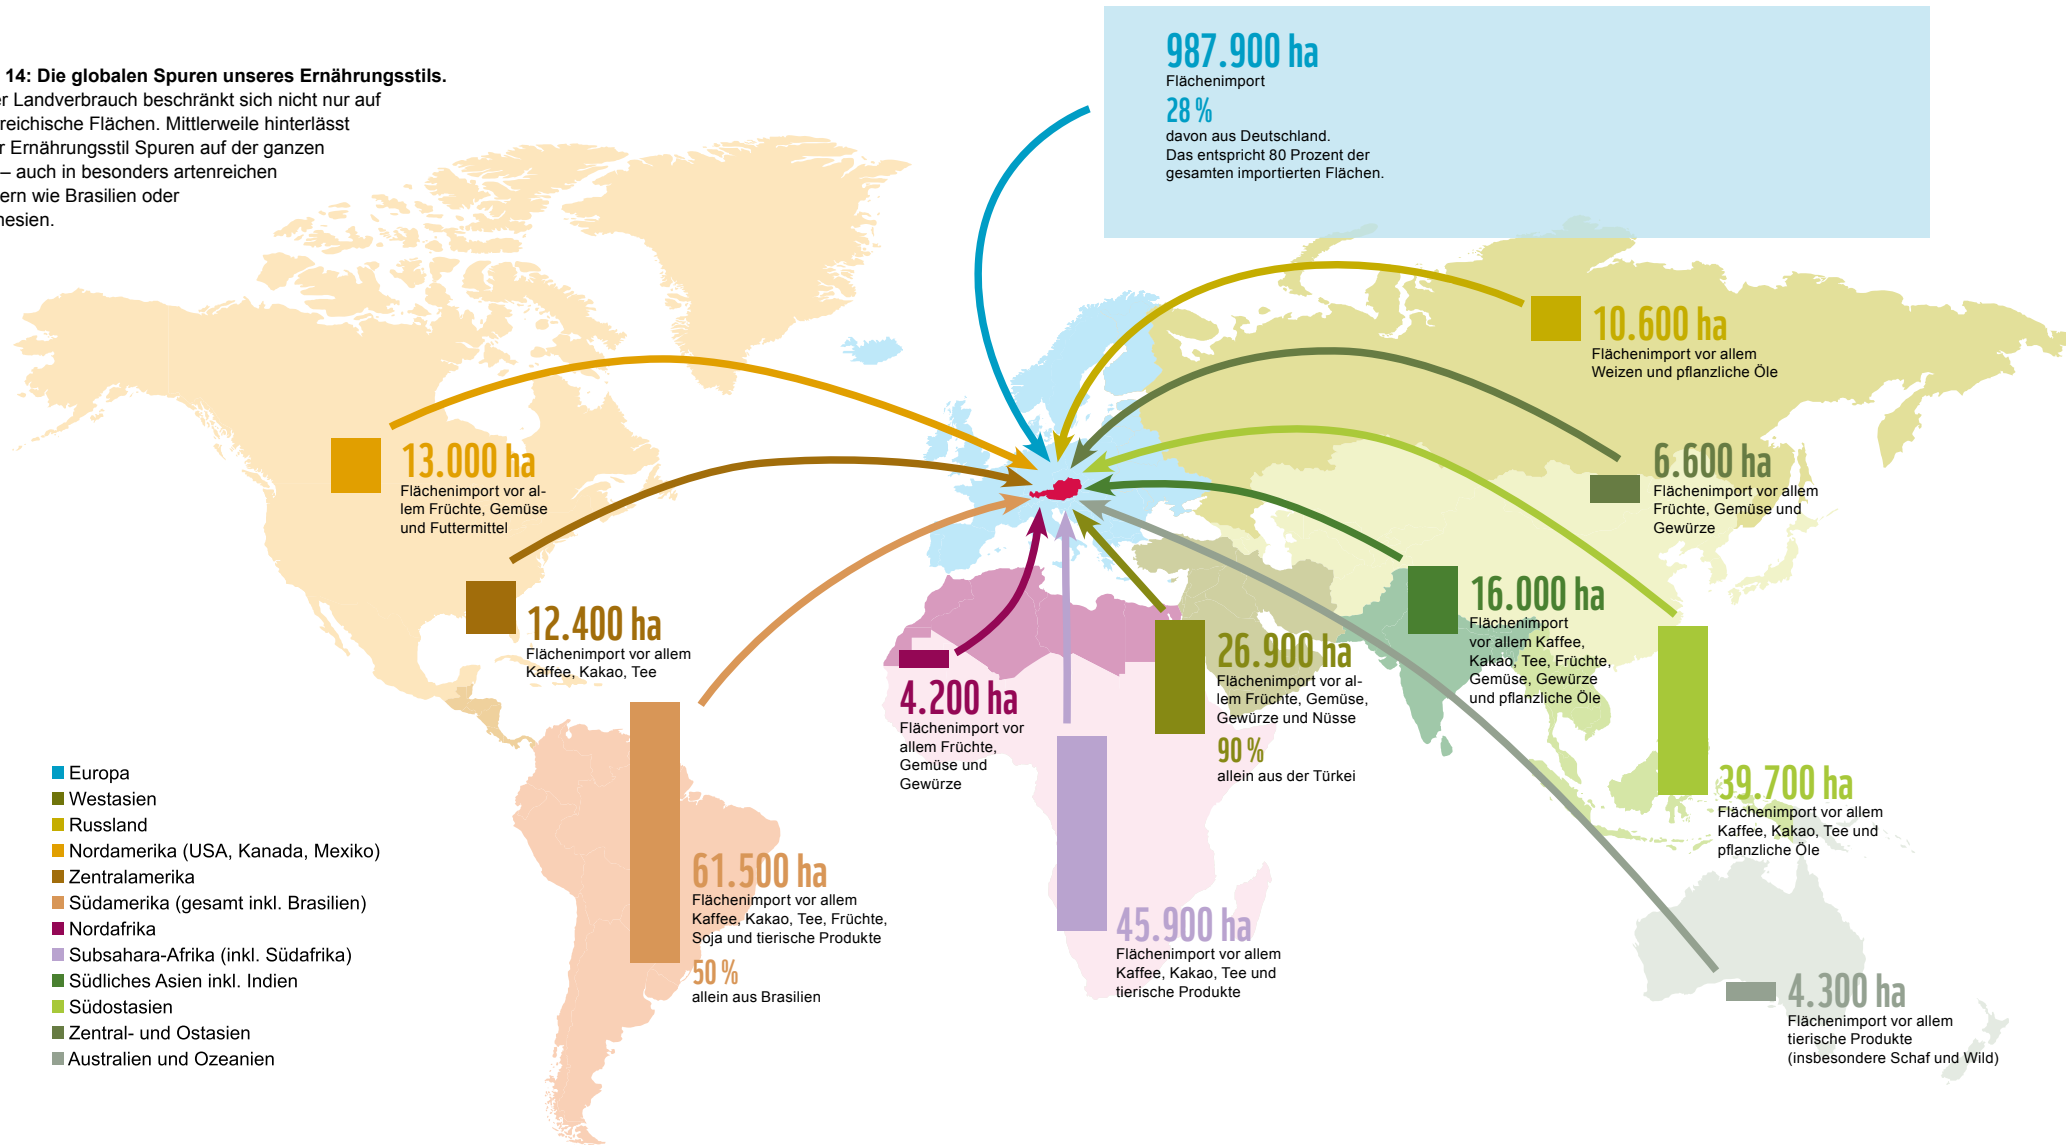 14: Die globalen Spuren unseres Ernährungsstils.
Landverbrauch beschränkt sich nicht nur auf
Flächen. Mittlerweile hinterlässt
Ernährungsstil Spuren auf der ganzen
– auch in besonders artenreichen
wie Brasilien oder
987.900 ha
Flächenimport
28 %
davon aus Deutschland.
Das entspricht 80 Prozent der
gesamten importierten Flächen.
10.600 ha
Flächenimport vor allem
Weizen und pflanzliche Öle
13.000 ha
Flächenimport vor al-
lem Früchte, Gemüse
und Futtermittel
6.600 ha
Flächenimport vor allem
Früchte, Gemüse und
Gewürze
12.400 ha
Flächenimport vor allem
Kaffee, Kakao, Tee
16.000 ha
Flächenimport
vor allem Kaffee,
Kakao, Tee, Früchte,
Gemüse, Gewürze
und pflanzliche Öle
26.900 ha
Flächenimport vor al-
lem Früchte, Gemüse,
Gewürze und Nüsse
90 %
allein aus der Türkei
4.200 ha
Flächenimport vor
allem Früchte,
Gemüse und
Gewürze
39.700 ha
Flächenimport vor allem
Kaffee, Kakao, Tee und
pflanzliche Öle
61.500 ha
Flächenimport vor allem
Kaffee, Kakao, Tee, Früchte,
Soja und tierische Produkte
50 %
allein aus Brasilien
45.900 ha
Flächenimport vor allem
Kaffee, Kakao, Tee und
tierische Produkte
4.300 ha
Flächenimport vor allem
tierische Produkte
(insbesondere Schaf und Wild)
Europa
Westasien
Russland
Nordamerika (USA, Kanada, Mexiko)
Zentralamerika
Südamerika (gesamt inkl. Brasilien)
Nordafrika
Subsahara-Afrika (inkl. Südafrika)
Südliches Asien inkl. Indien
Südostasien
Zentral- und Ostasien
Australien und Ozeanien